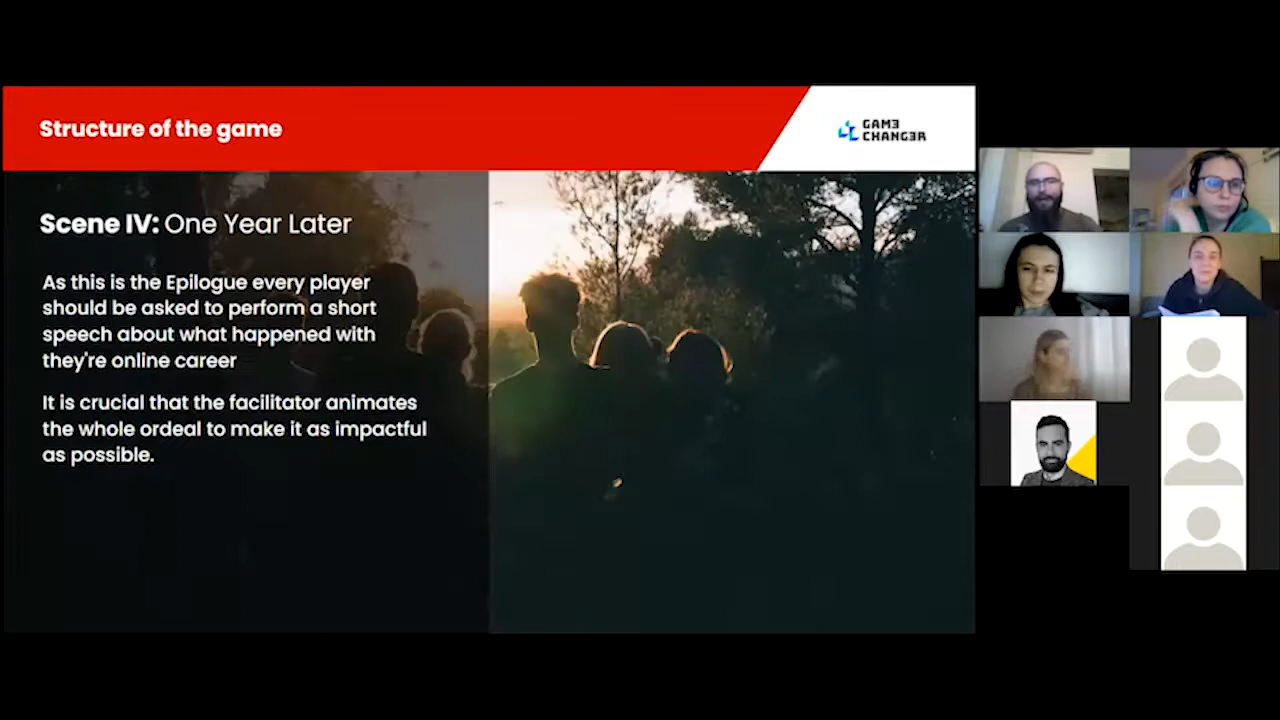 Structure of the game
GAM3
CHANG3R
Scene IV: One Year Later
As this is the Epilogue every player
should be asked to perform a short
speech about what happened with
they're online career
It is crucial that the facilitator animates
the whole ordeal to make it as impactful
as possible.